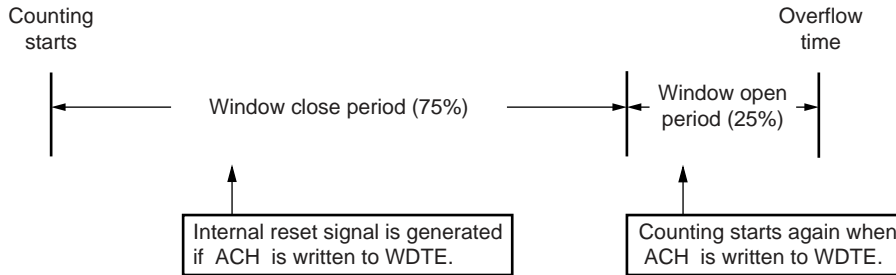 Counting
starts
Overflow
time
Window close period (75%)
Window open
period (25%)
Internal reset signal is generated
if ACH is written to WDTE.
Counting starts again when
ACH is written to WDTE.